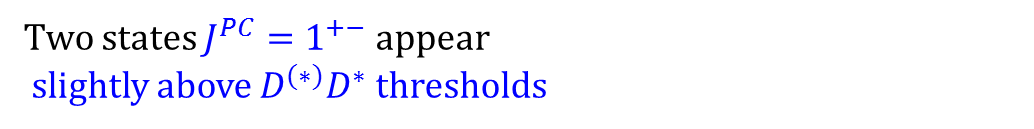 Two states J^{PC} = 1^{+-} appear
slightly above D^{(*)}D^{*} thresholds